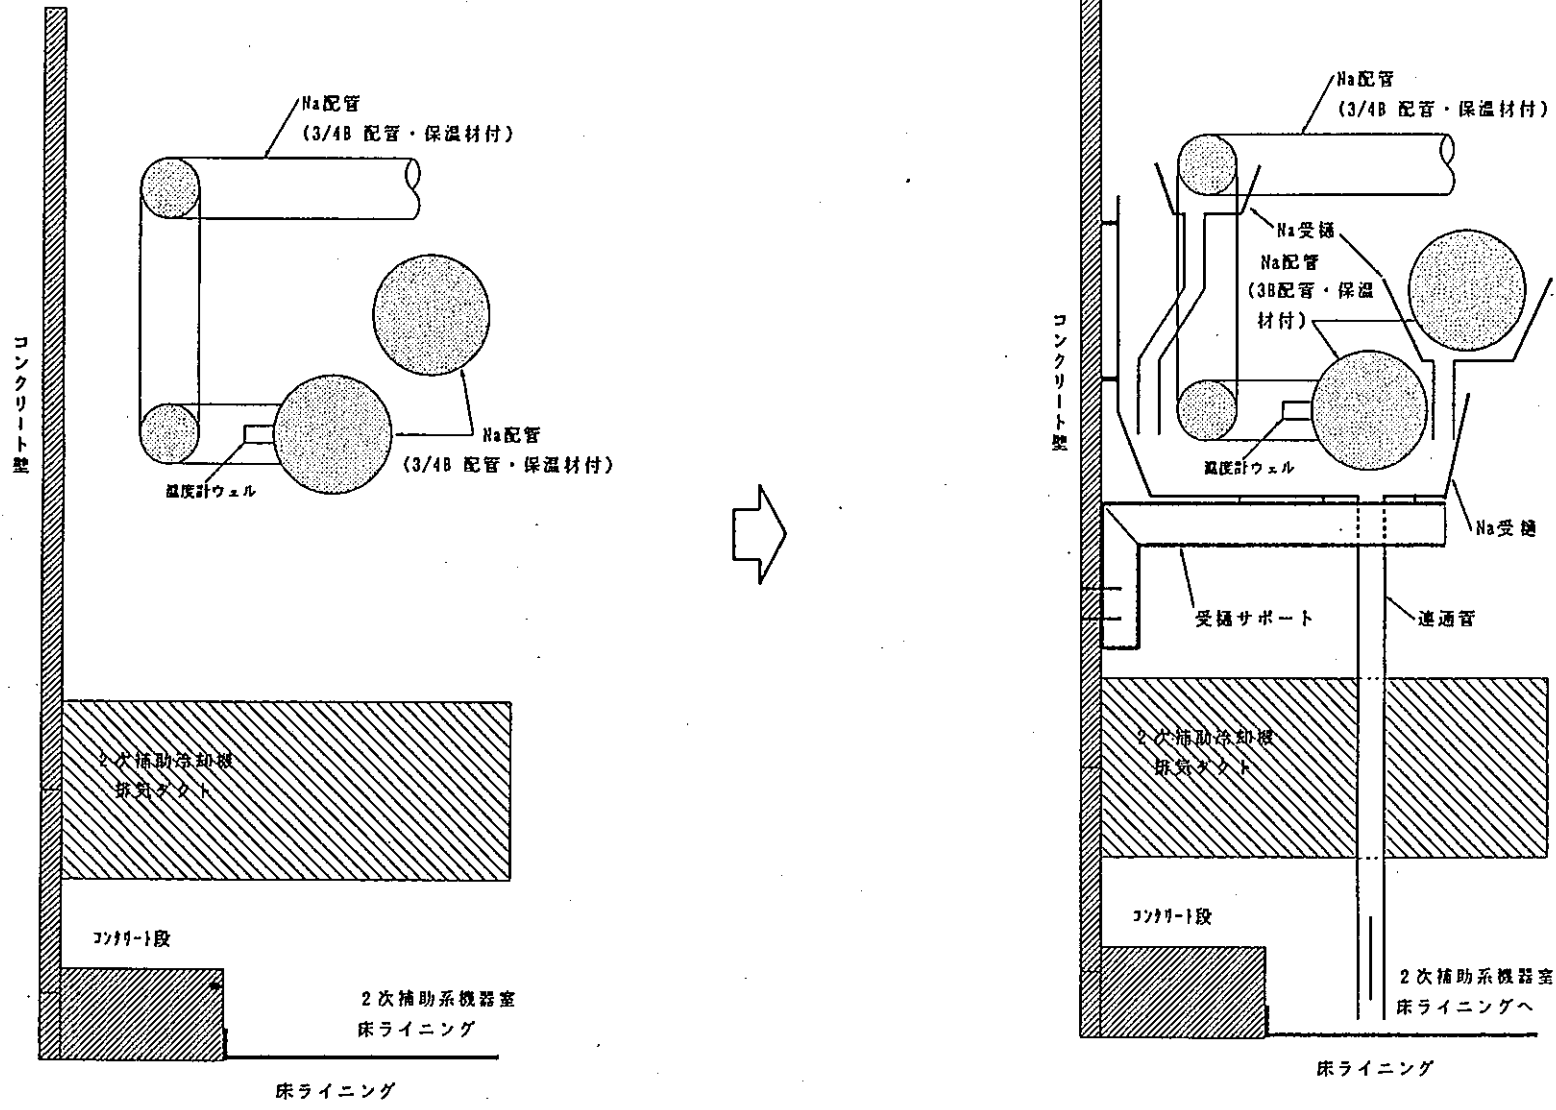 Na配管
(3/4B 配管・保温材付)
Na配管
(3/4B 配管・保温材付)
温度計ウェル
コンクリート壁
2次補助冷却機
排気ダクト
コンクリート段
2次補助系機器室
床ライニング
床ライニング
Na配管
(3/4B 配管・保温材付)
Na受樋
Na配管
(3B配管・保温
材付)
コンクリート壁
温度計ウェル
Na受樋
受樋サポート
連通管
2次補助冷却機
排気ダクト
コンクリート段
2次補助系機器室
床ライニングへ
床ライニング